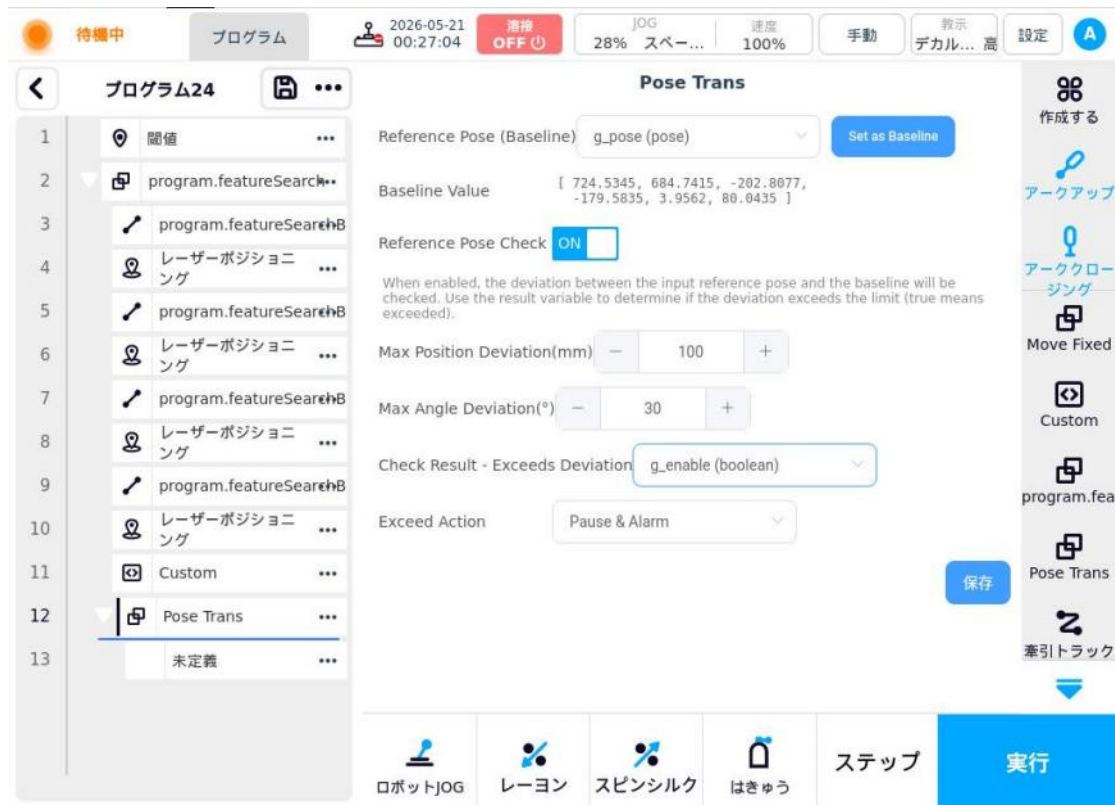 待機中
プログラム
2026-05-21
00:27:04
溶接
OFF
JOG
28% スペー...
速度
100%
手動
教示
デカル... 高
設定
A
プログラム24
•••
1 閾値 •••
2 program.featureSearch••
3 program.featureSearchB
4 レーザーポジショニ
ング •••
5 program.featureSearchB
6 レーザーポジショニ
ング •••
7 program.featureSearchB
8 レーザーポジショニ
ング •••
9 program.featureSearchB
10 レーザーポジショニ
ング •••
11 Custom •••
12 Pose Trans •••
13 未定義 •••
Pose Trans
Reference Pose (Baseline) g_pose (pose) Set as Baseline
Baseline Value [ 724.5345, 684.7415, -202.8077,
-179.5835, 3.9562, 80.0435 ]
Reference Pose Check ON
When enabled, the deviation between the input reference pose and the baseline will be
checked. Use the result variable to determine if the deviation exceeds the limit (true means
exceeded).
Max Position Deviation(mm) − 100 +
Max Angle Deviation(°) − 30 +
Check Result - Exceeds Deviation g_enable (boolean)
Exceed Action Pause & Alarm
保存
作成する
アークアップ
アーククロー
ジング
Move Fixed
Custom
program.fea
Pose Trans
牽引トラック
ロボットJOG
レーヨン
スピンシルク
はきゅう
ステップ
実行